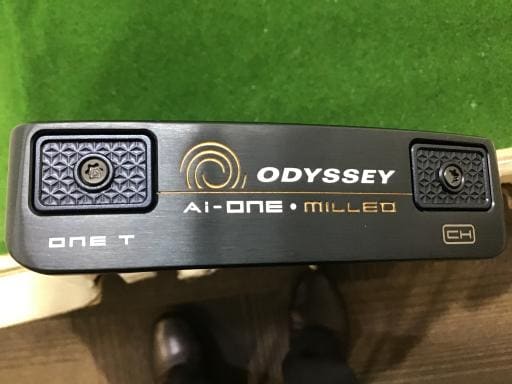 ODYSSEY
Ai-ONE • MILLED
ONE T
CH